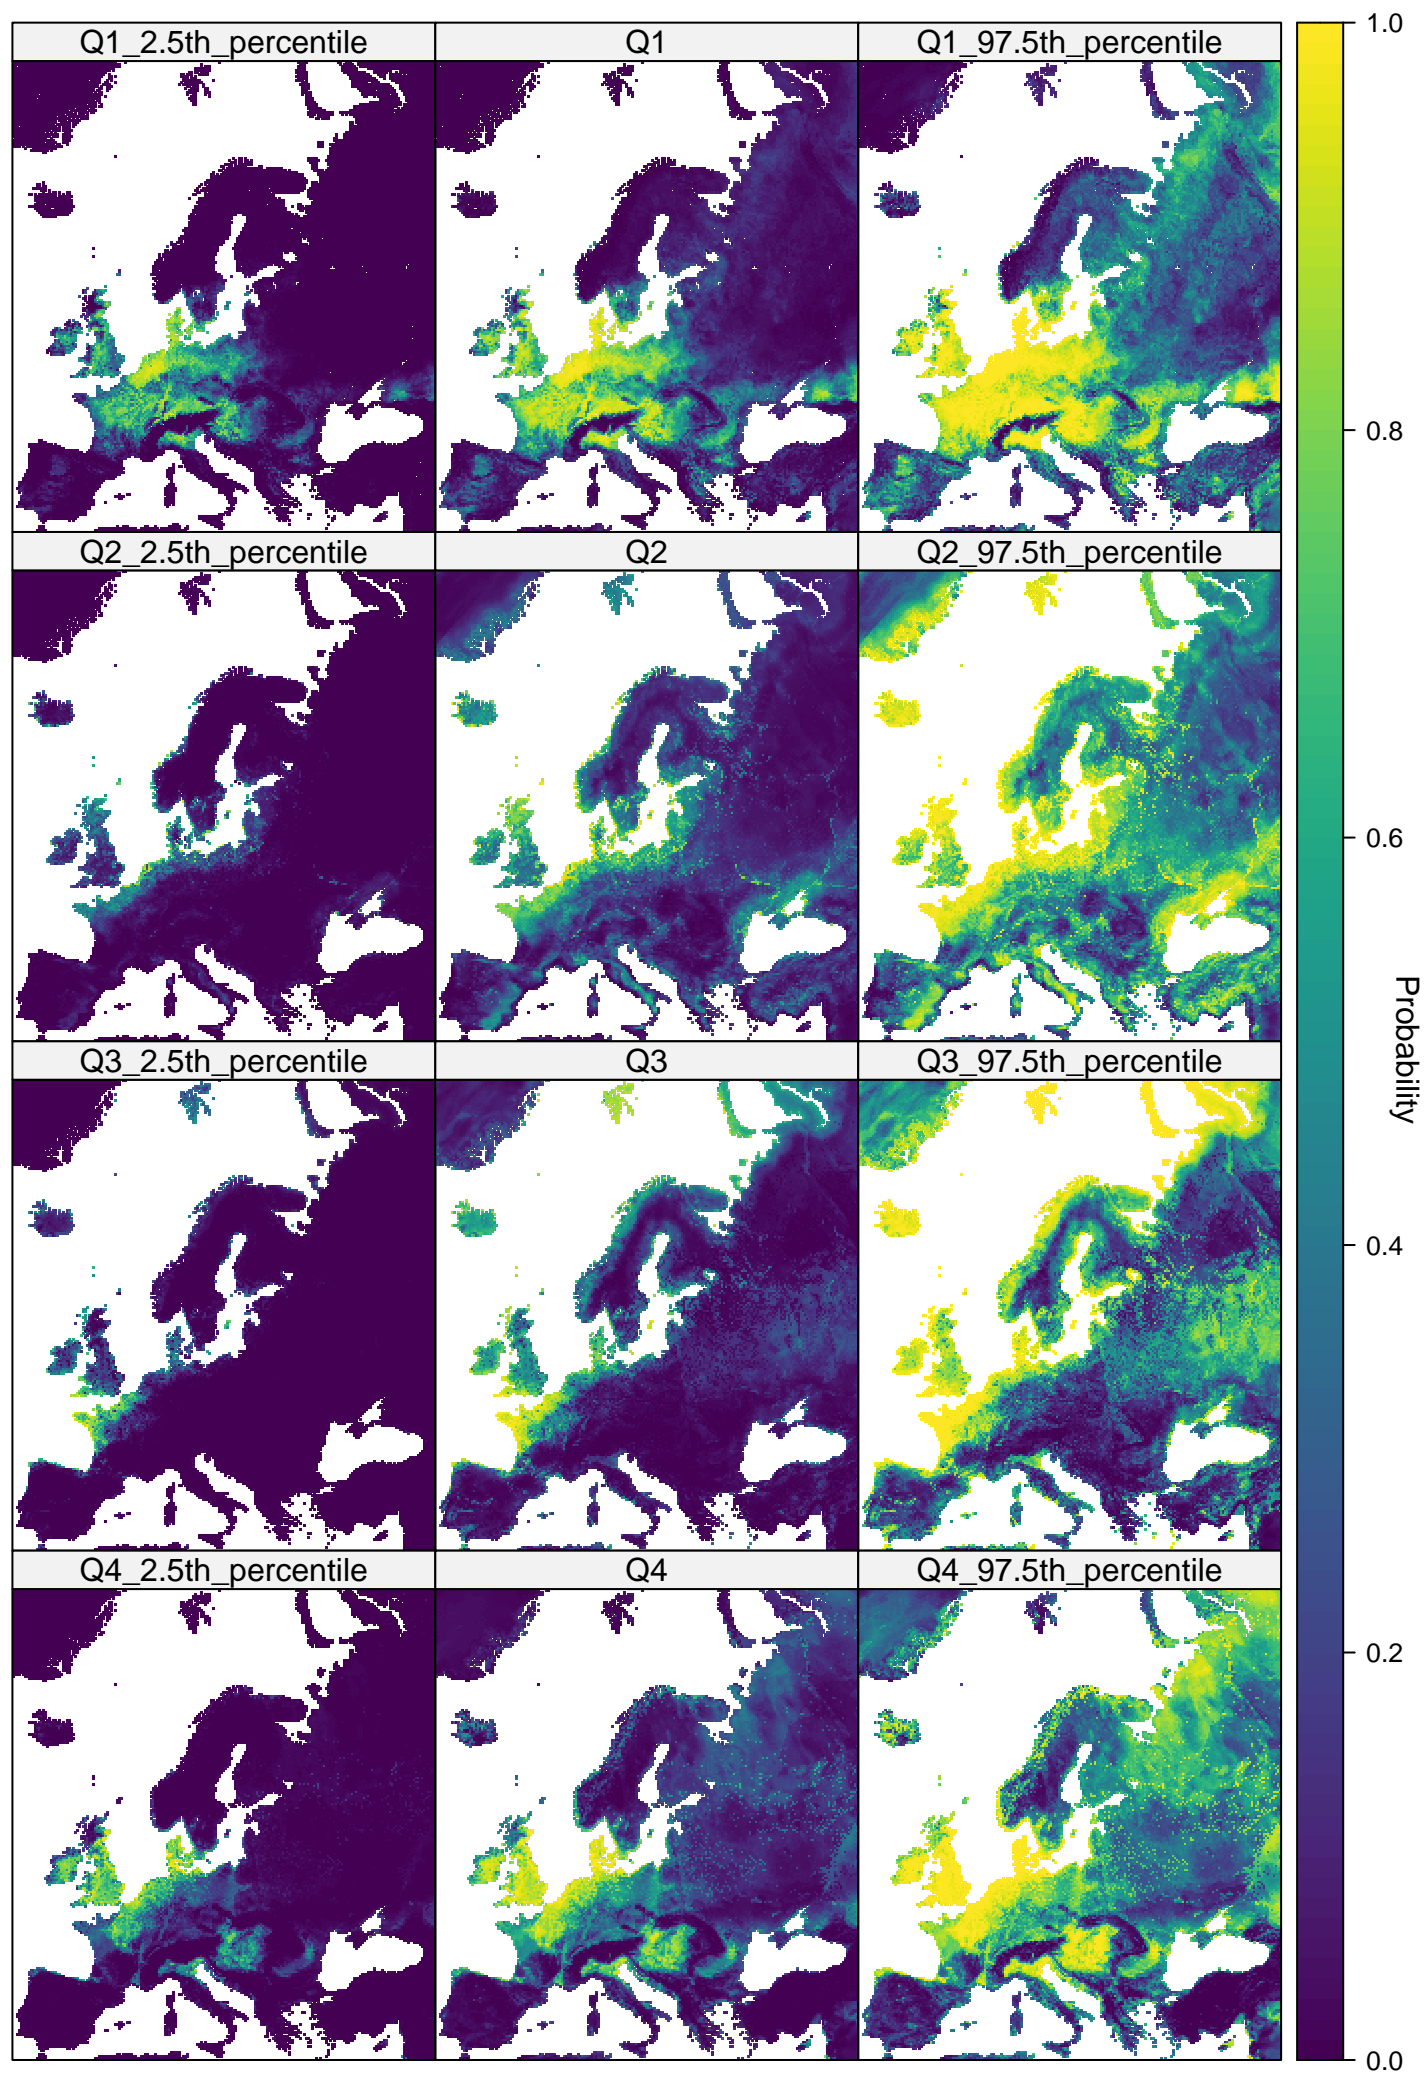 Q1_2.5th_percentile
Q1
Q1_97.5th_percentile
Q2_2.5th_percentile
Q2
Q2_97.5th_percentile
Q3_2.5th_percentile
Q3
Q3_97.5th_percentile
Q4_2.5th_percentile
Q4
Q4_97.5th_percentile
1.0
0.8
0.6
0.4
0.2
0.0
Probability